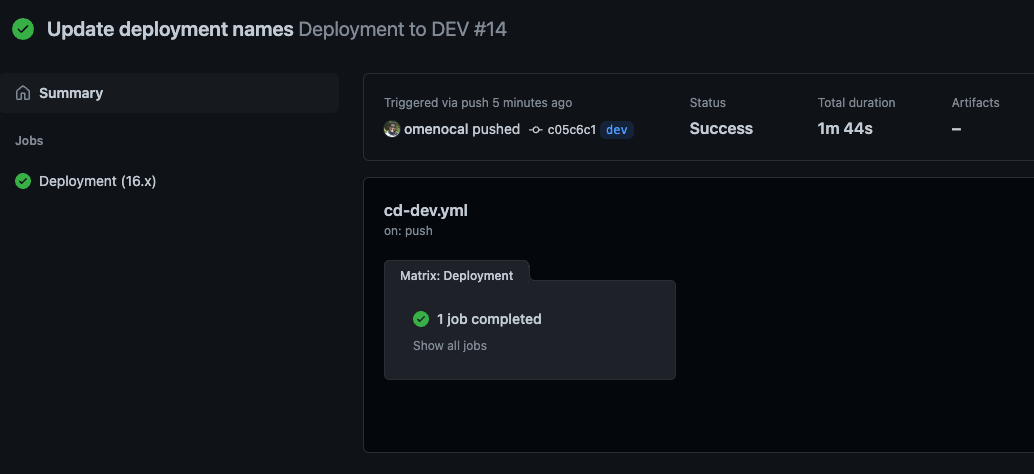 Update deployment names Deployment to DEV #14
Summary
Jobs
Deployment (16.x)
Triggered via push 5 minutes ago
omenocal pushed c05c6c1 dev
Status
Success
Total duration
1m 44s
Artifacts
–
cd-dev.yml
on: push
Matrix: Deployment
1 job completed
Show all jobs